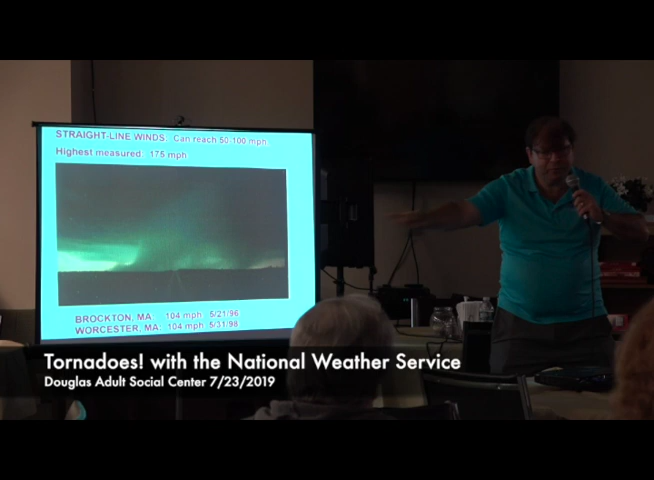 STRAIGHT-LINE WINDS: Can reach 50-100 mph.
Highest measured: 175 mph
BROCKTON, MA: 104 mph 5/21/96
WORCESTER, MA: 104 mph 5/31/98
Tornadoes! with the National Weather Service
Douglas Adult Social Center 7/23/2019